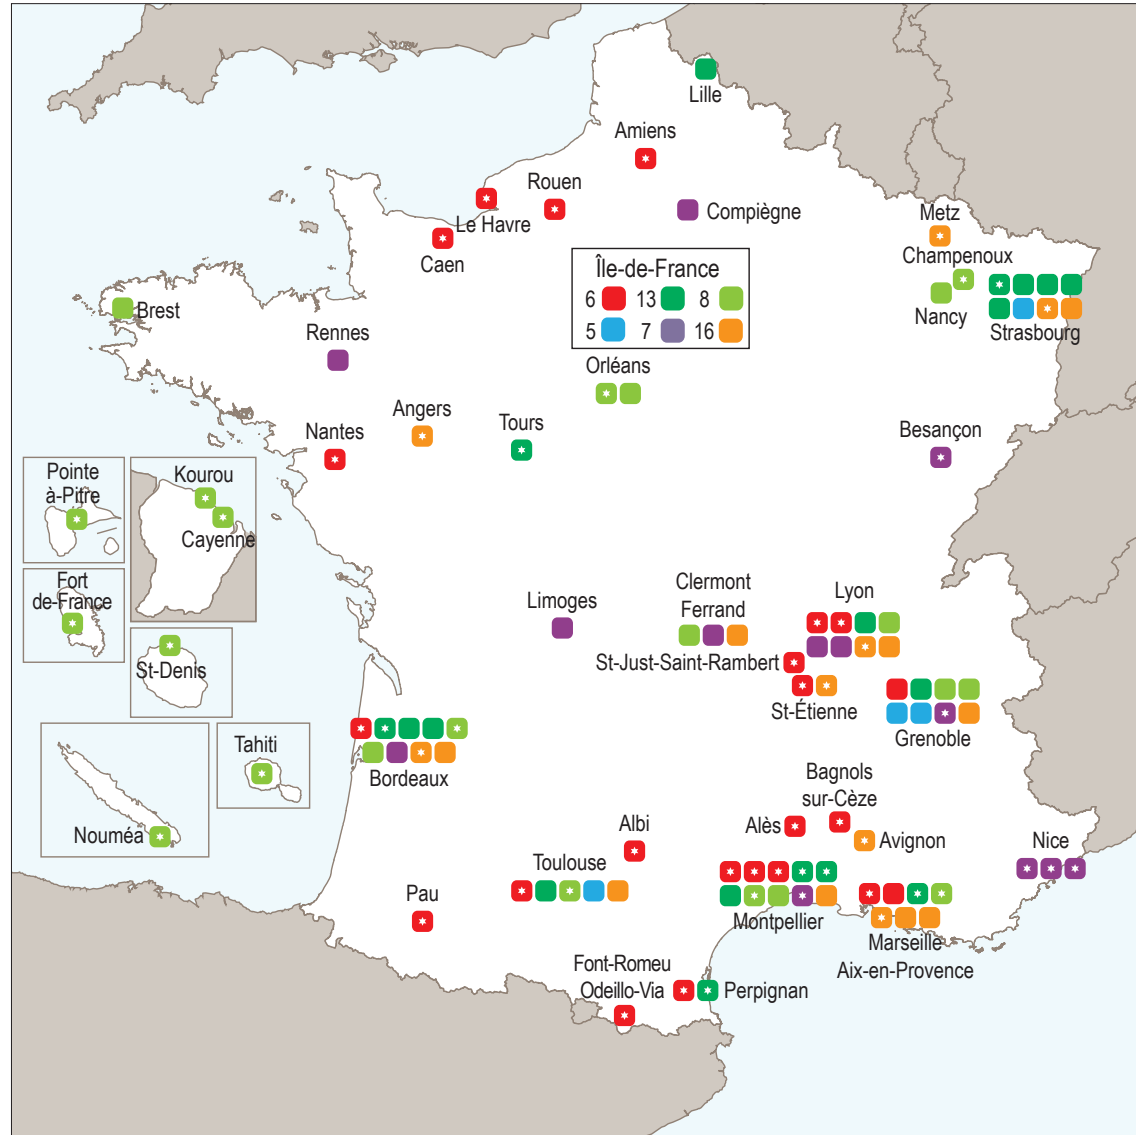 Lille
Amiens
Rouen
Le Havre
Compiègne
Caen
Metz
Champenoux
Nancy
Strasbourg
Île-de-France
6 13 8
5 7 16
Brest
Rennes
Orléans
Angers
Tours
Nantes
Besançon
Pointe
à-Pitre
Kourou
Cayenne
Fort
de-France
St-Denis
Limoges
Clermont
Ferrand
Lyon
St-Just-Saint-Rambert
St-Étienne
Grenoble
Bordeaux
Tahiti
Nouméa
Bagnols
sur-Cèze
Albi
Alès
Avignon
Nice
Toulouse
Pau
Montpellier
Marseille
Aix-en-Provence
Font-Romeu
Odeillo-Via
Perpignan